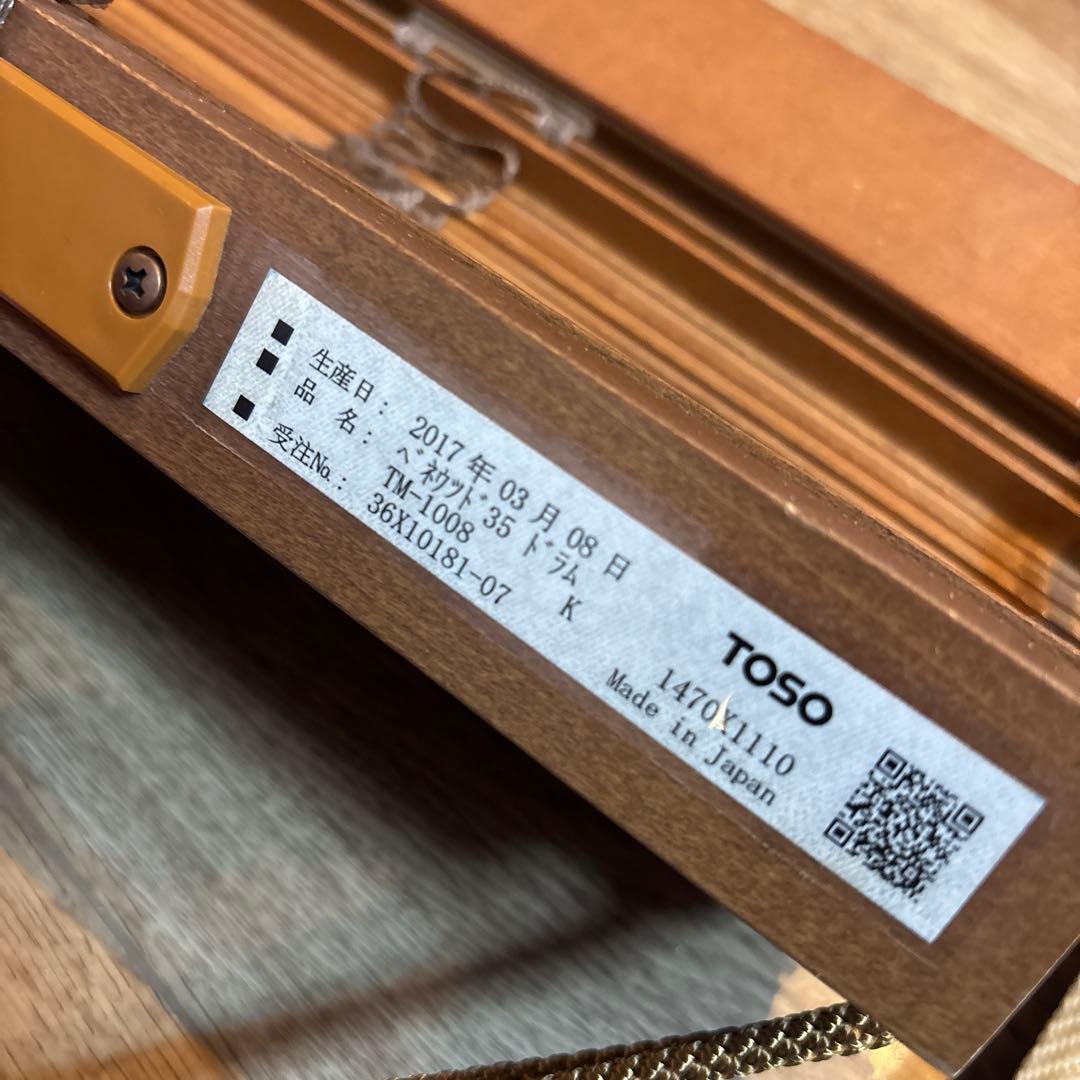 生産日： 2017 年 03 月 08 日
品 名： ﾍﾞﾈｳｯﾄﾞ 35 ﾄﾞﾗﾑ
TM-1008 K
受注№： 36X10181-07
TOSO
1470X1110
Made in Japan